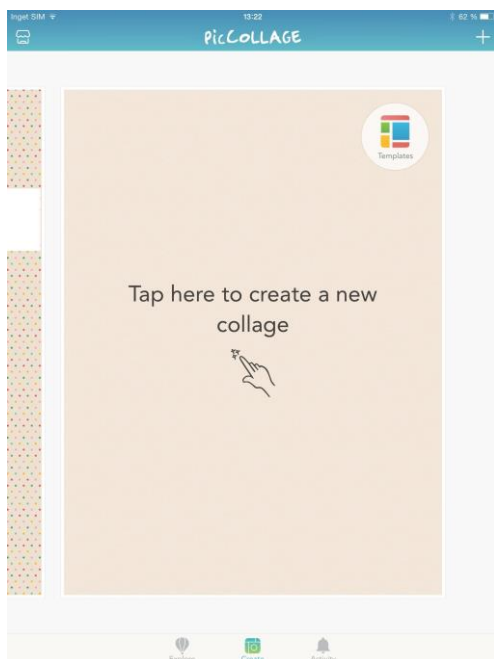 Inget SIM
13:22
62 %
PicCOLLAGE
Templates
Tap here to create a new
collage
Create